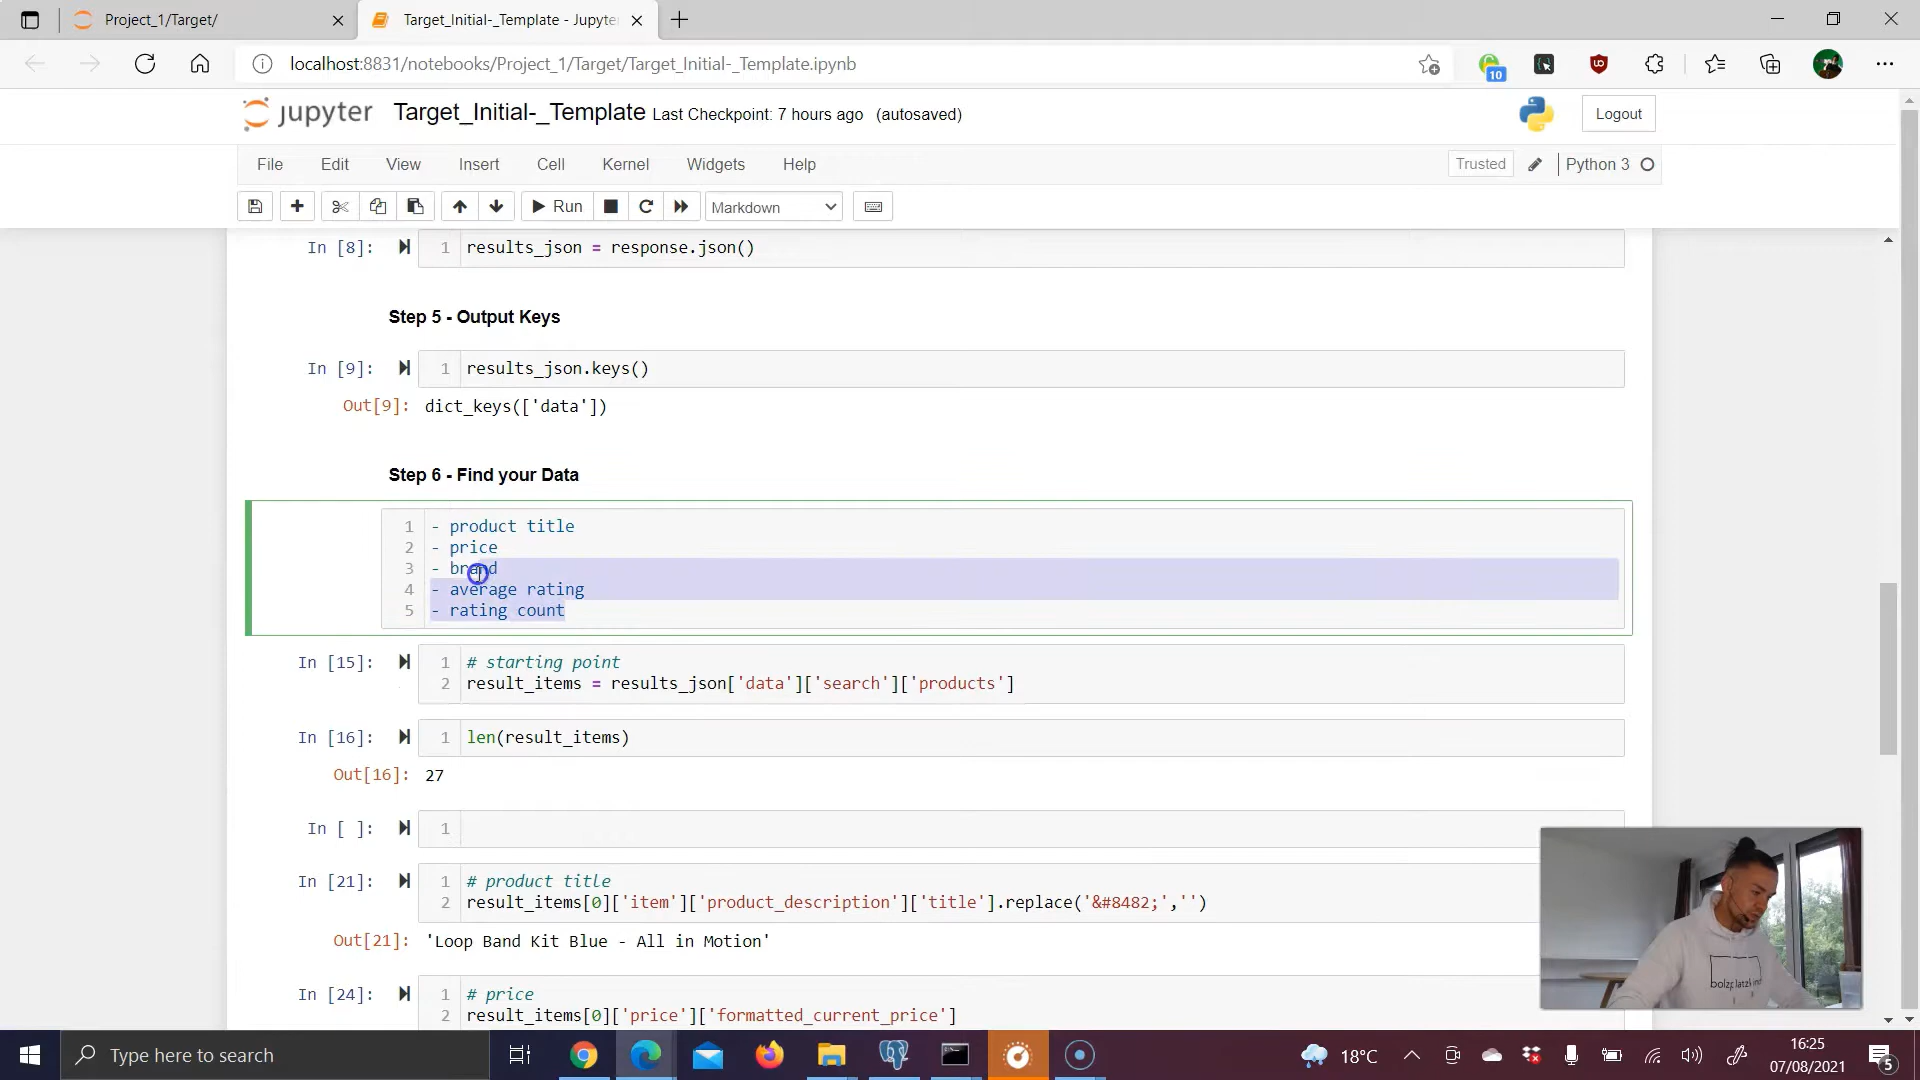 Project_1/Target/
Target_Initial-_Template - Jupyte
localhost:8831/notebooks/Project_1/Target/Target_Initial-_Template.ipynb
10
jupyter Target_Initial-_Template Last Checkpoint: 7 hours ago (autosaved)
Logout
File Edit View Insert Cell Kernel Widgets Help
Trusted Python 3
Run Markdown
In [8]: 1 results_json = response.json()
Step 5 - Output Keys
In [9]: 1 results_json.keys()
Out[9]: dict_keys(['data'])
Step 6 - Find your Data
1 - product title
2 - price
3 - brand
4 - average rating
5 - rating count
In [15]: 1 # starting point
2 result_items = results_json['data']['search']['products']
In [16]: 1 len(result_items)
Out[16]: 27
In [ ]: 1
In [21]: 1 # product title
2 result_items[0]['item']['product_description']['title'].replace('&#8482;','')
Out[21]: 'Loop Band Kit Blue - All in Motion'
In [24]: 1 # price
2 result_items[0]['price']['formatted_current_price']
Type here to search
18°C
16:25
07/08/2021
5